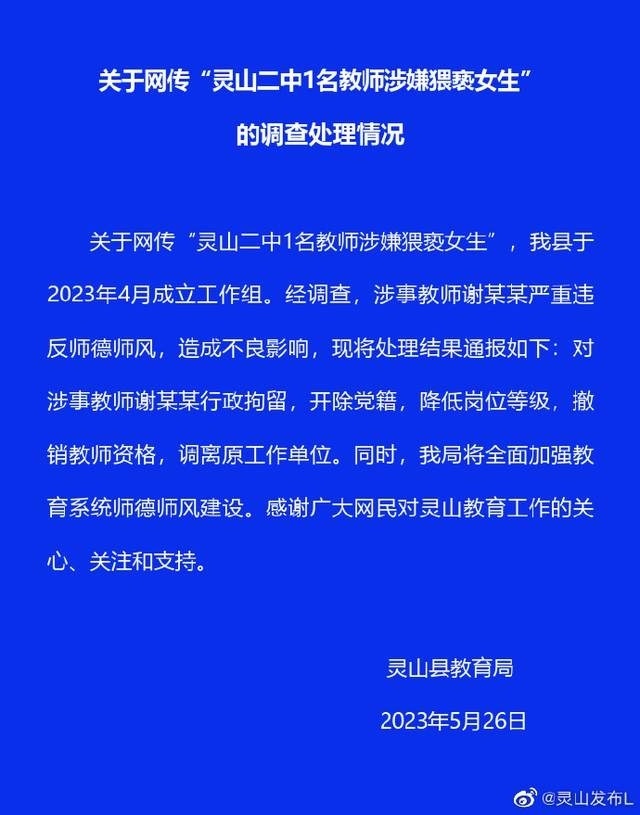 关于网传“灵山二中1名教师涉嫌猥亵女生”
的调查处理情况
关于网传“灵山二中1名教师涉嫌猥亵女生”，我县于
2023年4月成立工作组。经调查，涉事教师谢某某严重违
反师德师风，造成不良影响，现将处理结果通报如下：对
涉事教师谢某某行政拘留，开除党籍，降低岗位等级，撤
销教师资格，调离原工作单位。同时，我局将全面加强教
育系统师德师风建设。感谢广大网民对灵山教育工作的关
心、关注和支持。
灵山县教育局
2023年5月26日
@灵山发布L